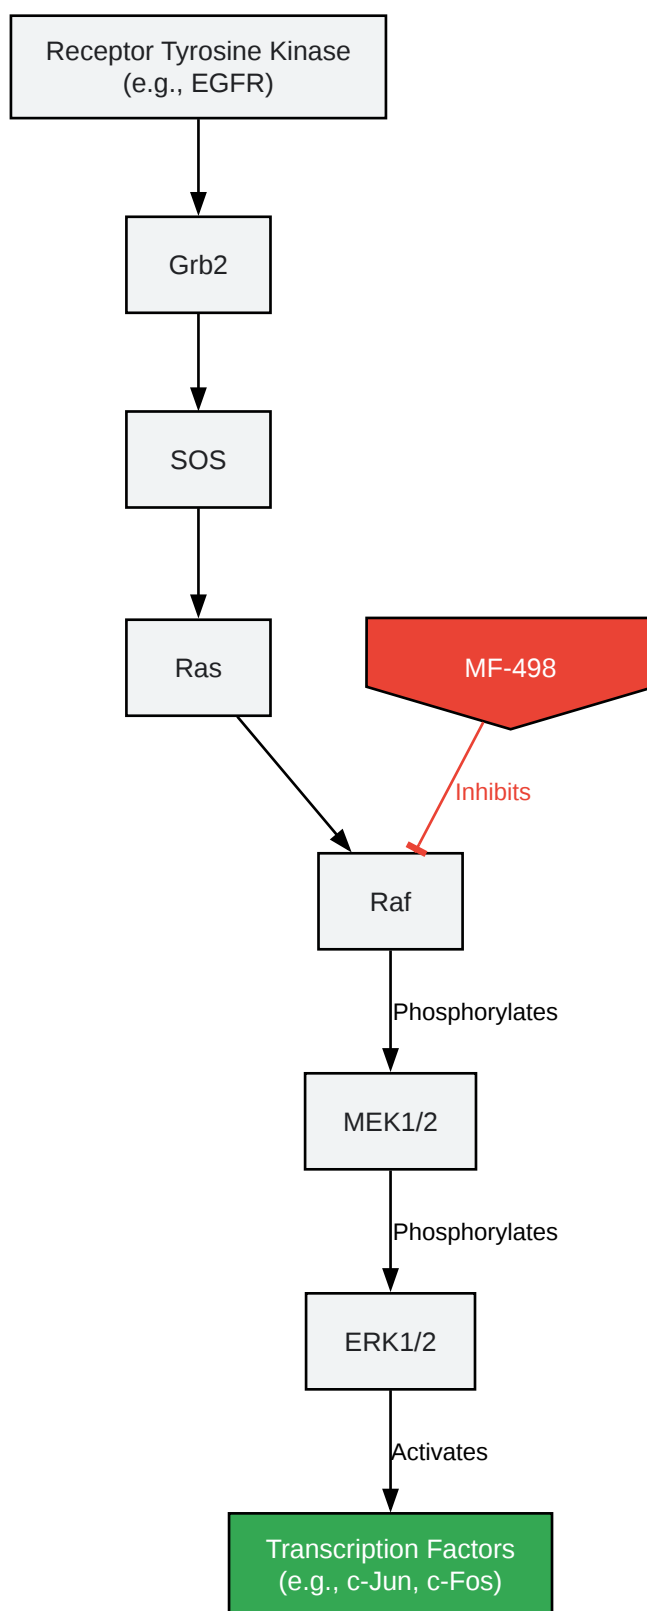 Receptor Tyrosine Kinase
(e.g., EGFR)
Grb2
SOS
Ras
MF-498
Inhibits
Raf
Phosphorylates
MEK1/2
Phosphorylates
ERK1/2
Activates
Transcription Factors
(e.g., c-Jun, c-Fos)